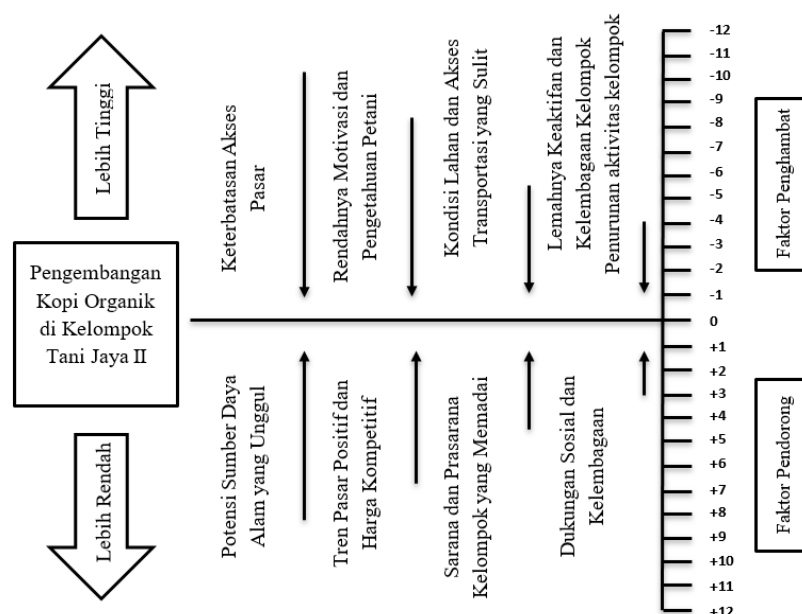 Lebih Tinggi
Pengembangan
Kopi Organik
di Kelompok
Tani Jaya II
Lebih Rendah
Keterbatasan Akses
Pasar
Rendahnya Motivasi dan
Pengetahuan Petani
Kondisi Lahan dan Akses
Transportasi yang Sulit
Lemahnya Keaktifan dan
Kelembagaan Kelompok
Penurunan aktivitas kelompok
Potensi Sumber Daya
Alam yang Unggul
Tren Pasar Positif dan
Harga Kompetitif
Sarana dan Prasarana
Kelompok yang Memadai
Dukungan Sosial dan
Kelembagaan
-12
-11
-10
-9
-8
-7
-6
-5
-4
-3
-2
-1
0
+1
+2
+3
+4
+5
+6
+7
+8
+9
+10
+11
+12
Faktor Penghambat
Faktor Pendorong